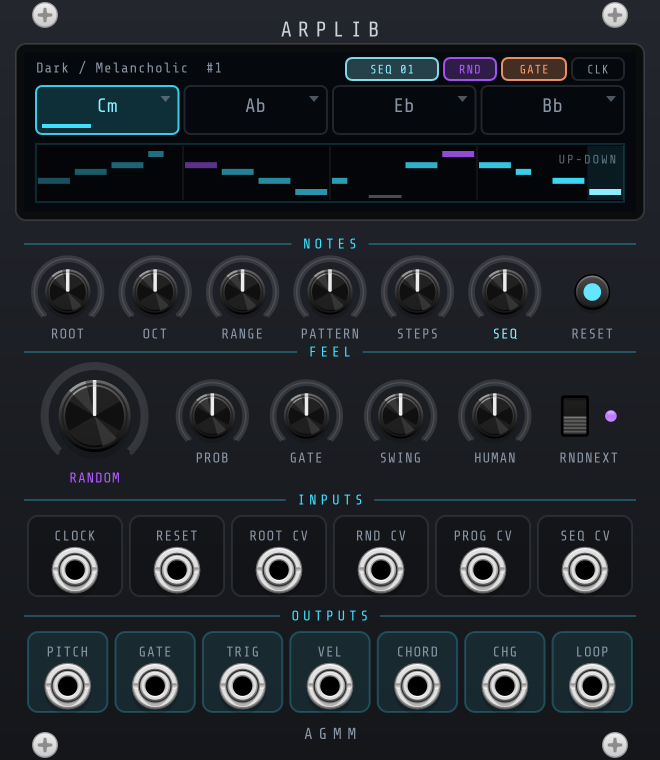 ARPLIB
Dark / Melancholic #1 SEQ 01 RND GATE CLK
Cm Ab Eb Bb
UP-DOWN
NOTES
ROOT OCT RANGE PATTERN STEPS SEQ RESET
FEEL
RANDOM PROB GATE SWING HUMAN RNDNEXT
INPUTS
CLOCK RESET ROOT CV RND CV PROG CV SEQ CV
OUTPUTS
PITCH GATE TRIG VEL CHORD CHG LOOP
AGMM